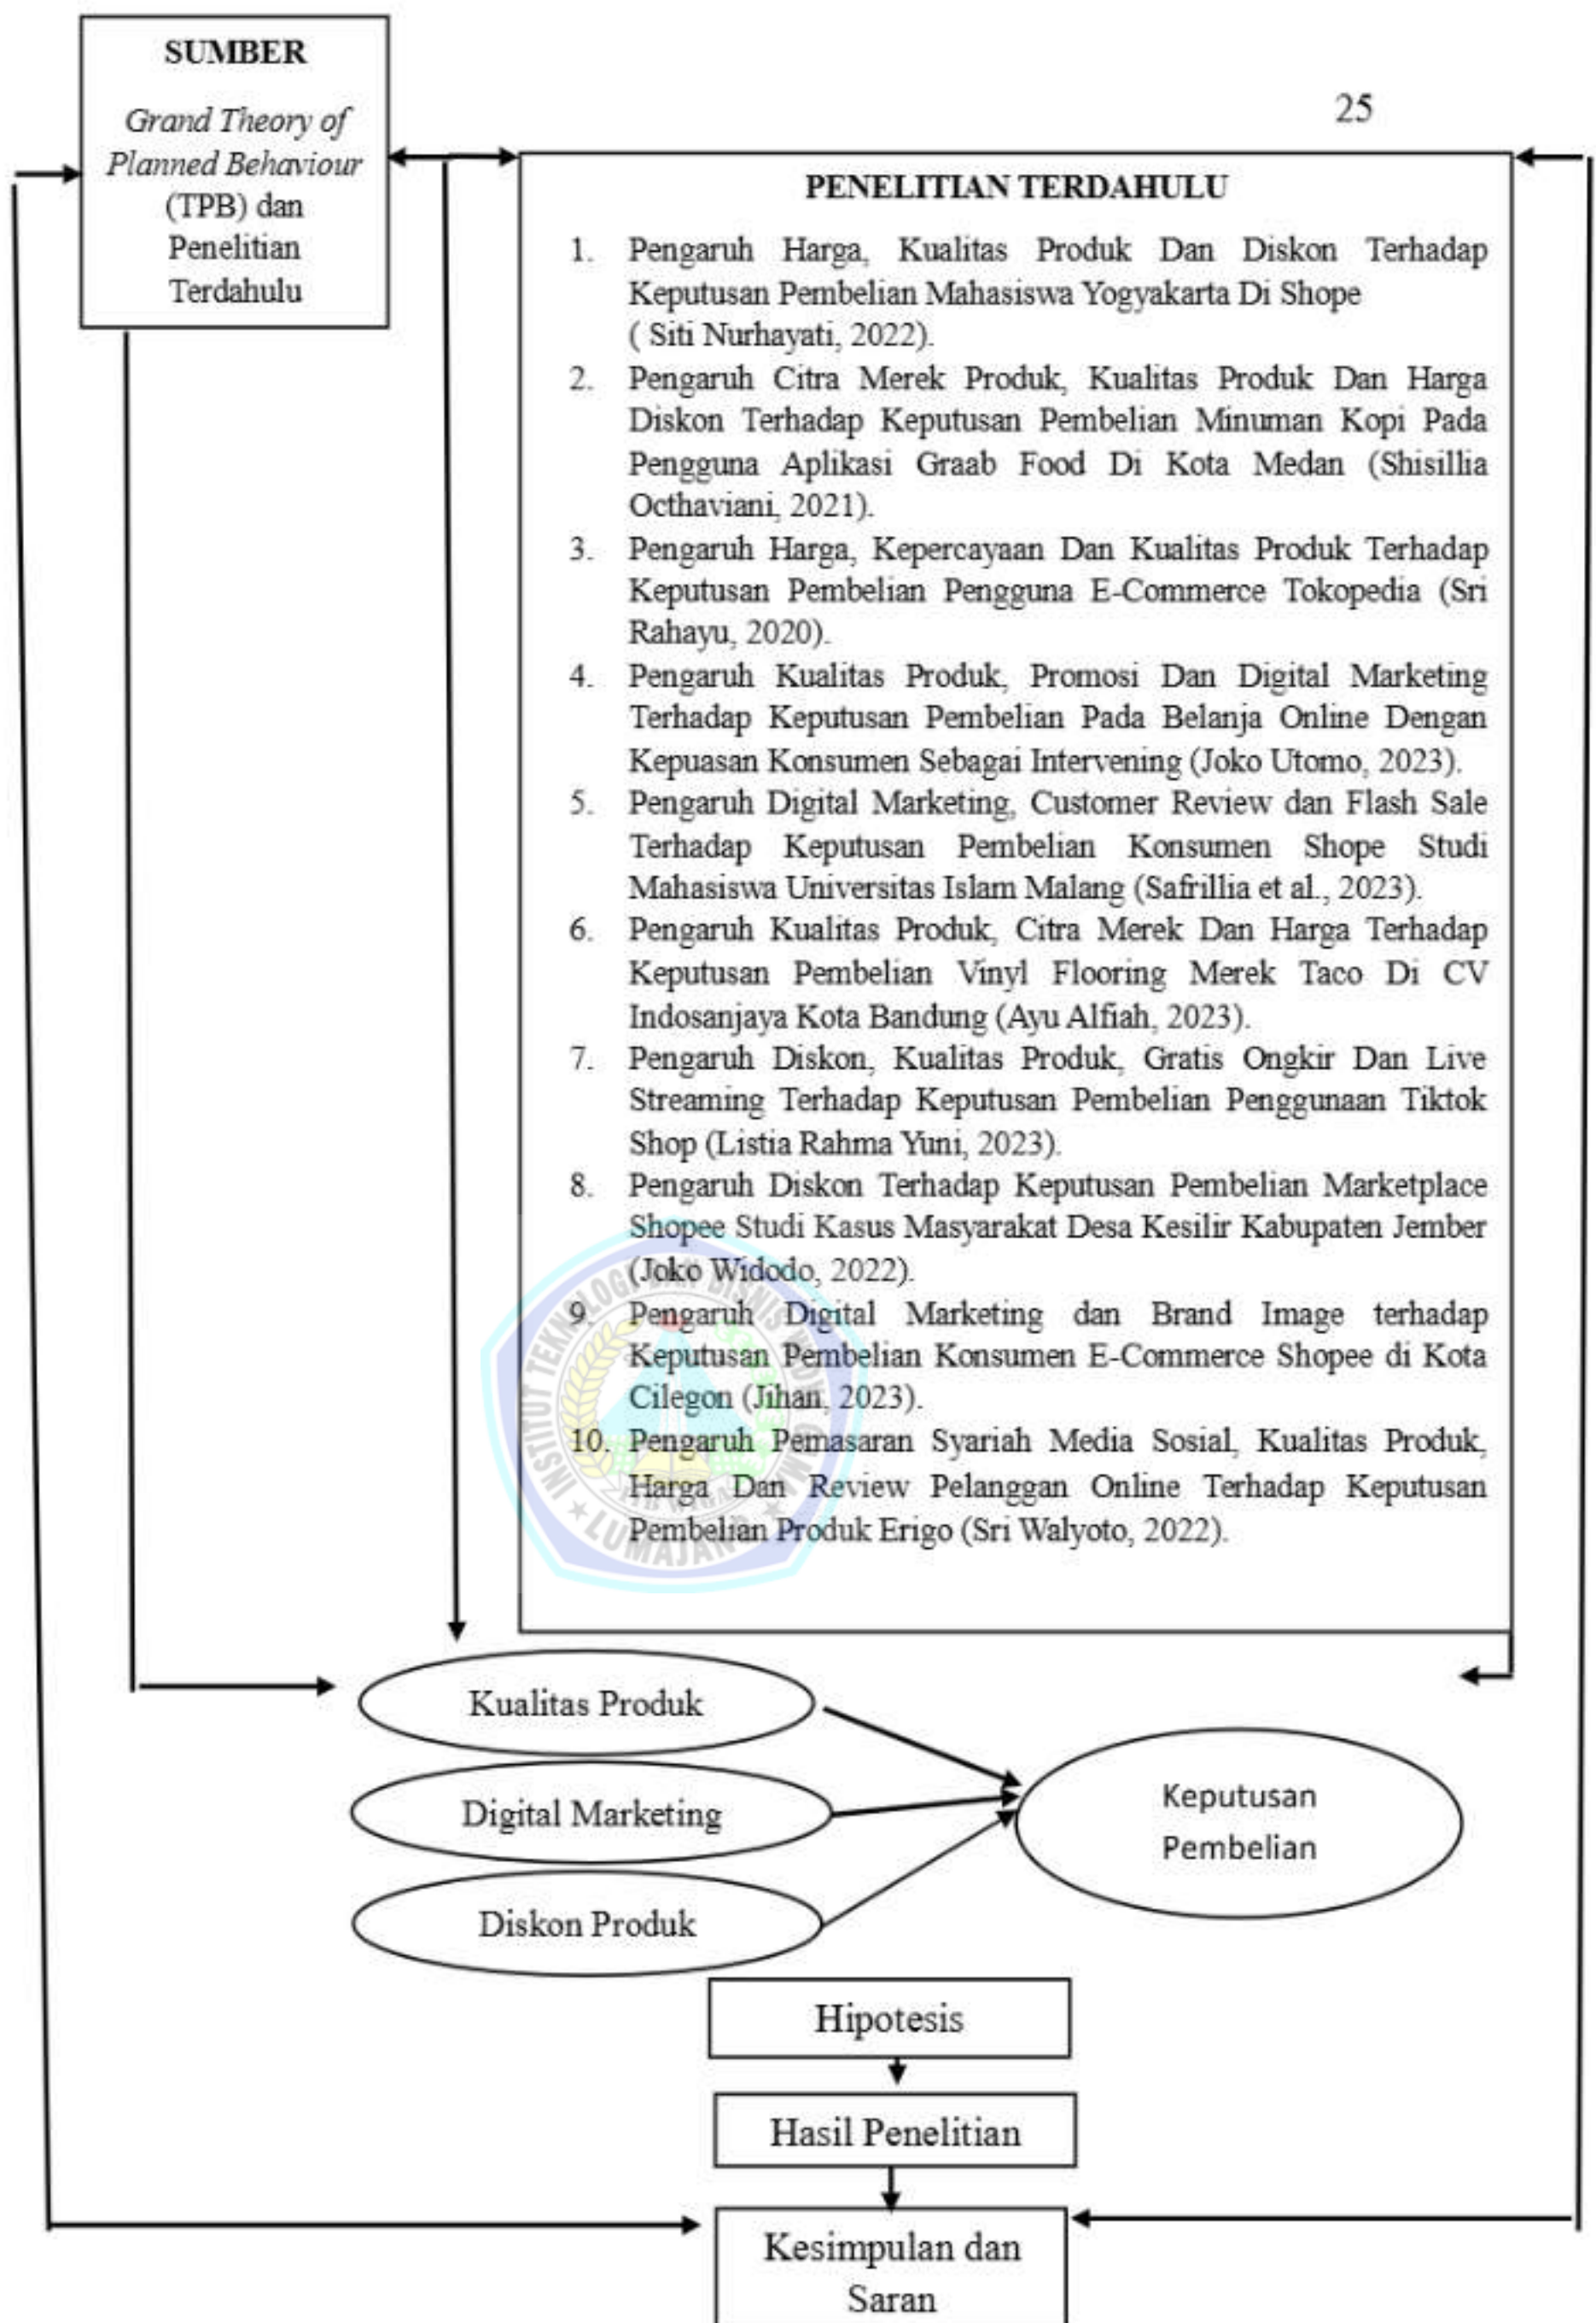 SUMBER
Grand Theory of
Planned Behaviour
(TPB) dan
Penelitian
Terdahulu
25
PENELITIAN TERDAHULU
1. Pengaruh Harga, Kualitas Produk Dan Diskon Terhadap
Keputusan Pembelian Mahasiswa Yogyakarta Di Shope
( Siti Nurhayati, 2022).
2. Pengaruh Citra Merek Produk, Kualitas Produk Dan Harga
Diskon Terhadap Keputusan Pembelian Minuman Kopi Pada
Pengguna Aplikasi Graab Food Di Kota Medan (Shisillia
Octhaviani, 2021).
3. Pengaruh Harga, Kepercayaan Dan Kualitas Produk Terhadap
Keputusan Pembelian Pengguna E-Commerce Tokopedia (Sri
Rahayu, 2020).
4. Pengaruh Kualitas Produk, Promosi Dan Digital Marketing
Terhadap Keputusan Pembelian Pada Belanja Online Dengan
Kepuasan Konsumen Sebagai Intervening (Joko Utomo, 2023).
5. Pengaruh Digital Marketing, Customer Review dan Flash Sale
Terhadap Keputusan Pembelian Konsumen Shope Studi
Mahasiswa Universitas Islam Malang (Safrillia et al., 2023).
6. Pengaruh Kualitas Produk, Citra Merek Dan Harga Terhadap
Keputusan Pembelian Vinyl Flooring Merek Taco Di CV
Indosanjaya Kota Bandung (Ayu Alfiah, 2023).
7. Pengaruh Diskon, Kualitas Produk, Gratis Ongkir Dan Live
Streaming Terhadap Keputusan Pembelian Penggunaan Tiktok
Shop (Listia Rahma Yuni, 2023).
8. Pengaruh Diskon Terhadap Keputusan Pembelian Marketplace
Shopee Studi Kasus Masyarakat Desa Kesilir Kabupaten Jember
(Joko Widodo, 2022).
9. Pengaruh Digital Marketing dan Brand Image terhadap
Keputusan Pembelian Konsumen E-Commerce Shopee di Kota
Cilegon (Jihan, 2023).
10. Pengaruh Pemasaran Syariah Media Sosial, Kualitas Produk,
Harga Dan Review Pelanggan Online Terhadap Keputusan
Pembelian Produk Erigo (Sri Walyoto, 2022).
INSTITUT TEKNOLOGI DAN BISNIS WIDYA GAMA
ITB WIGA
LUMAJANG
Kualitas Produk
Digital Marketing
Diskon Produk
Keputusan
Pembelian
Hipotesis
Hasil Penelitian
Kesimpulan dan
Saran